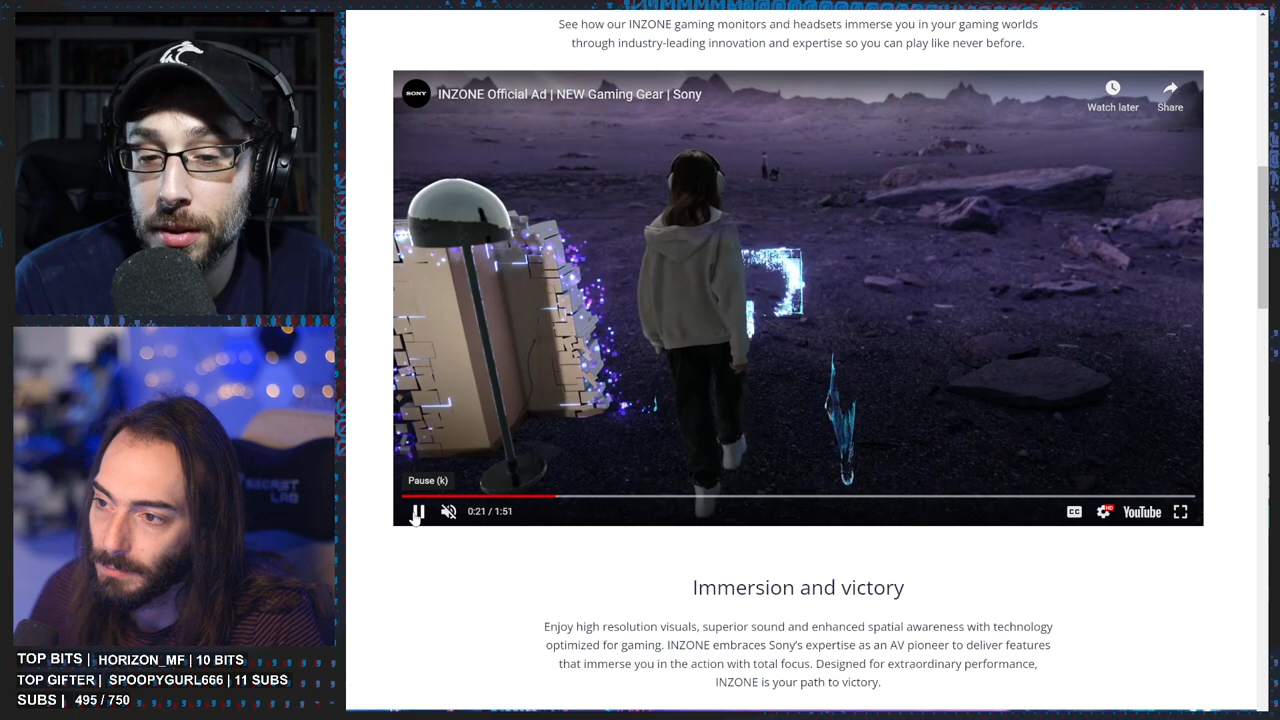 See how our INZONE gaming monitors and headsets immerse you in your gaming worlds
through industry-leading innovation and expertise so you can play like never before.
SONY
INZONE Official Ad | NEW Gaming Gear | Sony
Watch later
Share
SECRET
LAB
Pause (k)
0:21 / 1:51
CC
HD
YouTube
Immersion and victory
Enjoy high resolution visuals, superior sound and enhanced spatial awareness with technology
optimized for gaming. INZONE embraces Sony's expertise as an AV pioneer to deliver features
that immerse you in the action with total focus. Designed for extraordinary performance,
INZONE is your path to victory.
TOP BITS | HORIZON_MF | 10 BITS
TOP GIFTER | SPOOPYGURL666 | 11 SUBS
SUBS | 495 / 750